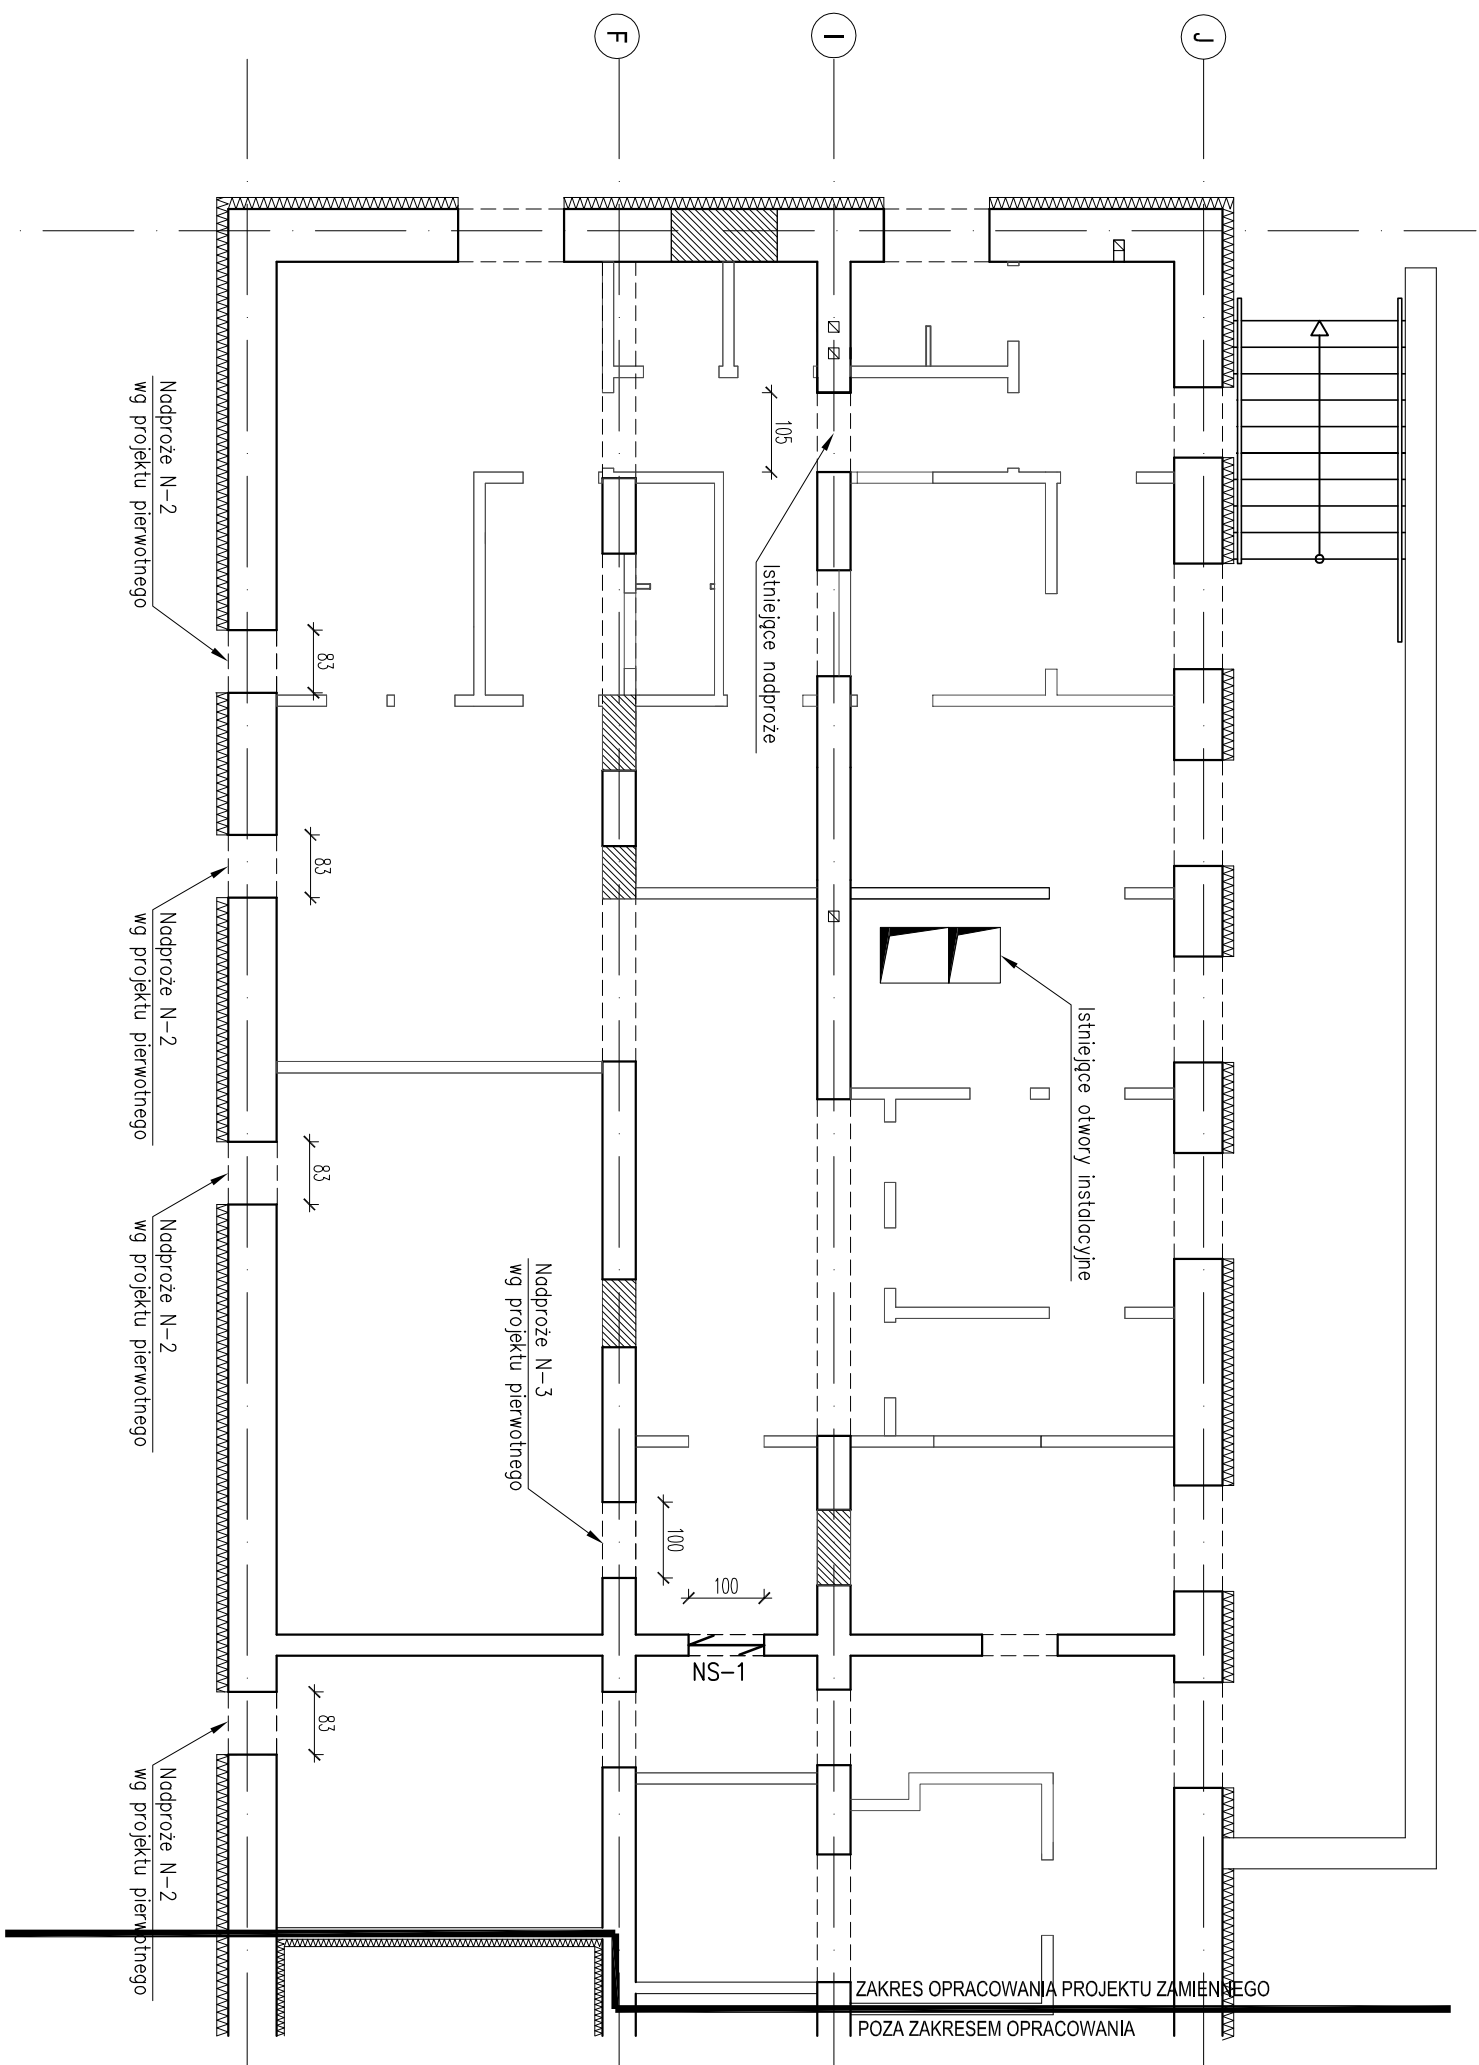 F
I
J
105
Istniejące nadproże
Nadproże N-2
wg projektu pierwotnego
83
83
Nadproże N-2
wg projektu pierwotnego
Istniejące otwory instalacyjne
83
Nadproże N-2
wg projektu pierwotnego
Nadproże N-3
wg projektu pierwotnego
100
100
NS-1
83
Nadproże N-2
wg projektu pierwotnego
ZAKRES OPRACOWANIA PROJEKTU ZAMIENNEGO
POZA ZAKRESEM OPRACOWANIA